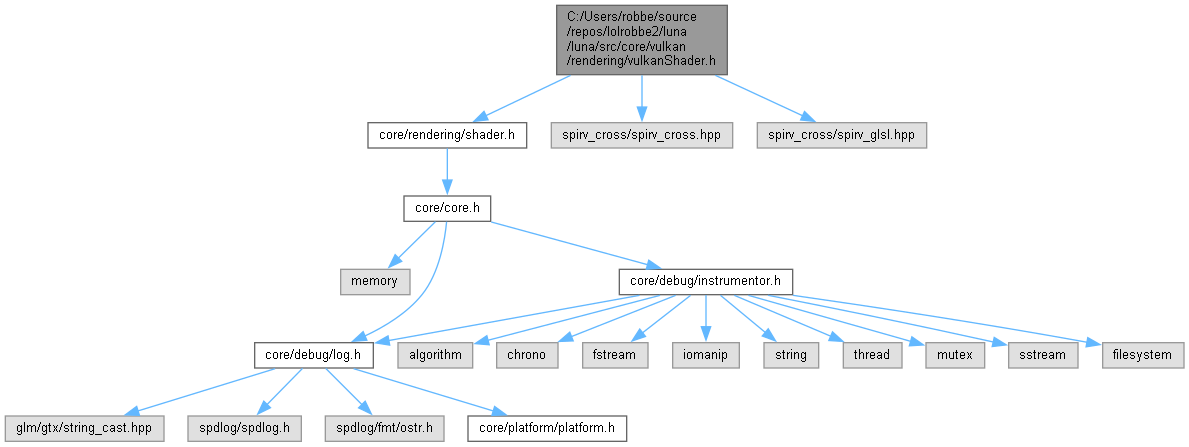 C:/Users/robbe/source
/repos/lolrobbe2/luna
/luna/src/core/vulkan
/rendering/vulkanShader.h
core/rendering/shader.h
spirv_cross/spirv_cross.hpp
spirv_cross/spirv_glsl.hpp
core/core.h
memory
core/debug/instrumentor.h
core/debug/log.h
algorithm
chrono
fstream
iomanip
string
thread
mutex
sstream
filesystem
glm/gtx/string_cast.hpp
spdlog/spdlog.h
spdlog/fmt/ostr.h
core/platform/platform.h